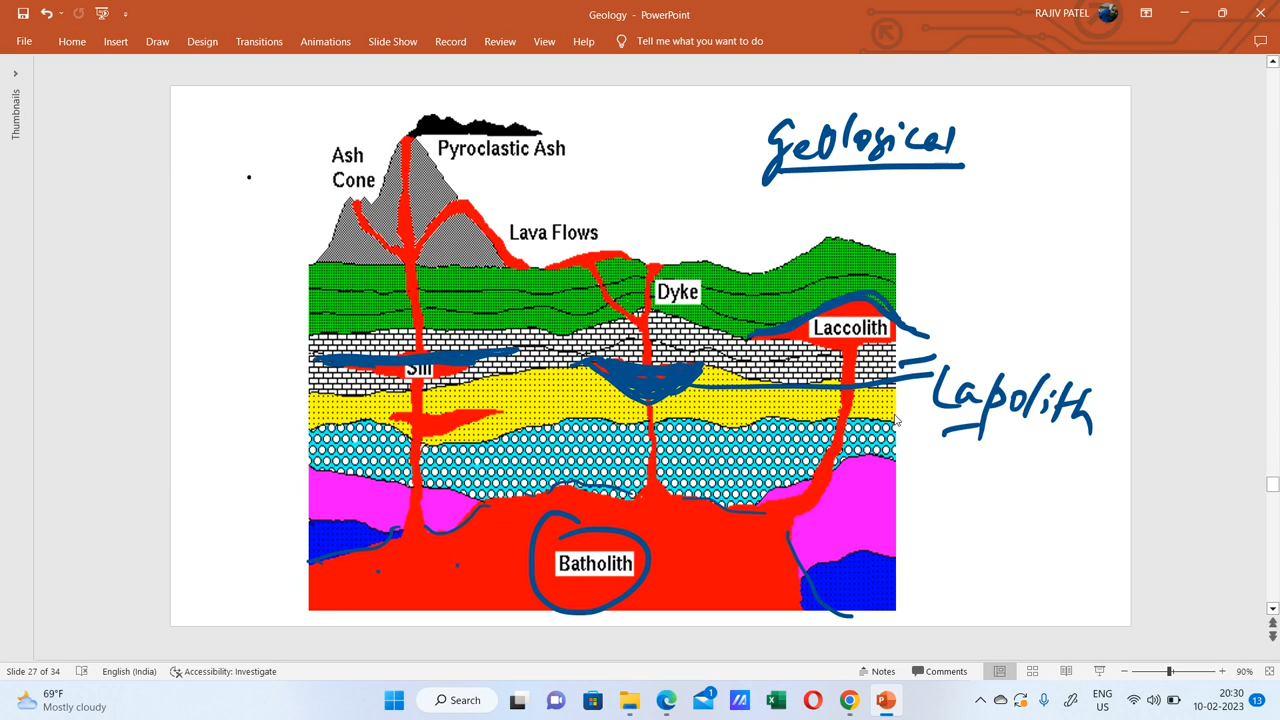 Geology - PowerPoint
RAJIV PATEL
File Home Insert Draw Design Transitions Animations Slide Show Record Review View Help Tell me what you want to do
Thumbnails
Geological
Pyroclastic Ash
Ash
Cone
Lava Flows
Dyke
Laccolith
Sill
Lapolith
Batholith
Slide 27 of 34 English (India) Accessibility: Investigate Notes Comments 90%
69°F
Mostly cloudy
Search
1
ENG
US
20:30
10-02-2023
13